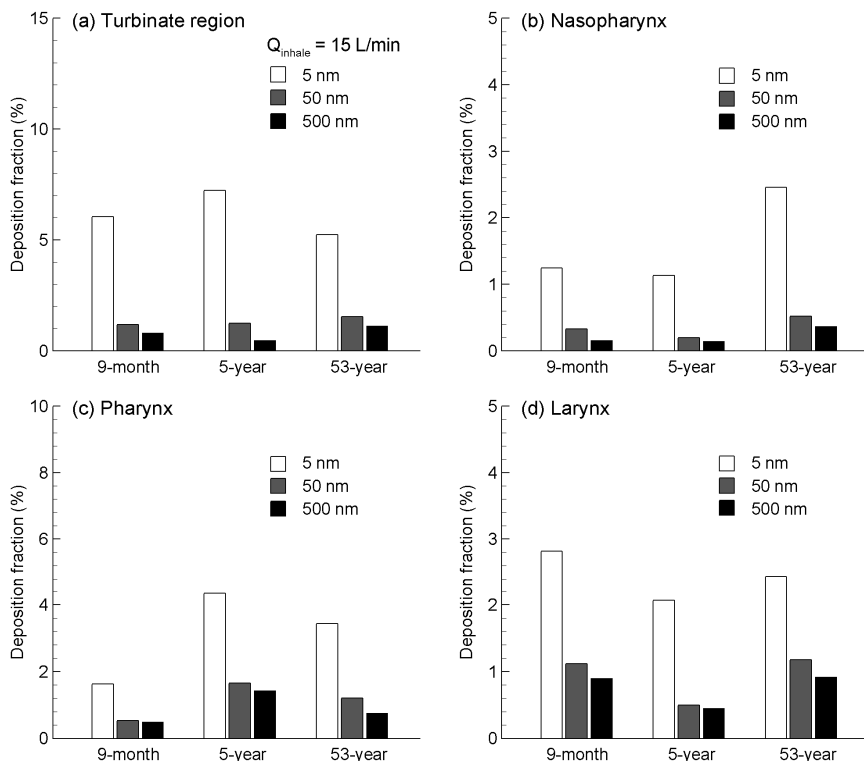 (a) Turbinate region
Q_inhale = 15 L/min
5 nm
50 nm
500 nm
Deposition fraction (%)
15
10
5
0
9-month 5-year 53-year
(b) Nasopharynx
5 nm
50 nm
500 nm
Deposition fraction (%)
5
4
3
2
1
0
9-month 5-year 53-year
(c) Pharynx
5 nm
50 nm
500 nm
Deposition fraction (%)
10
8
6
4
2
0
9-month 5-year 53-year
(d) Larynx
5 nm
50 nm
500 nm
Deposition fraction (%)
5
4
3
2
1
0
9-month 5-year 53-year